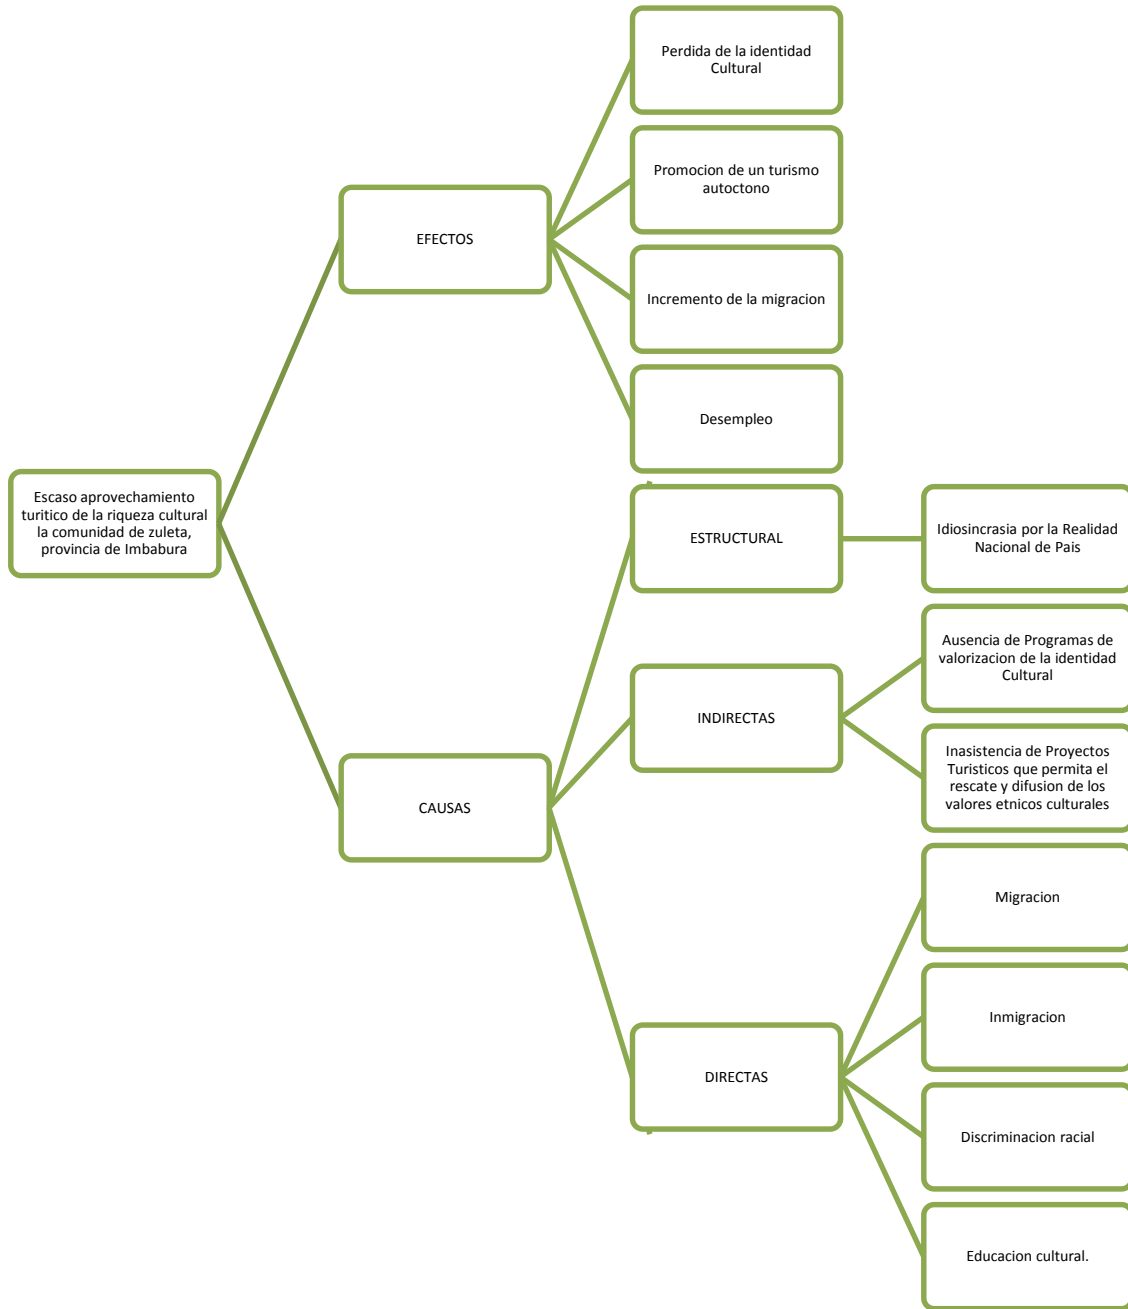 Escaso aprovechamiento
turitico de la riqueza cultural
la comunidad de zuleta,
provincia de Imbabura
EFECTOS
Perdida de la identidad
Cultural
Promocion de un turismo
autoctono
Incremento de la migracion
Desempleo
CAUSAS
ESTRUCTURAL
Idiosincrasia por la Realidad
Nacional de Pais
INDIRECTAS
Ausencia de Programas de
valorizacion de la identidad
Cultural
Inasistencia de Proyectos
Turisticos que permita el
rescate y difusion de los
valores etnicos culturales
DIRECTAS
Migracion
Inmigracion
Discriminacion racial
Educacion cultural.